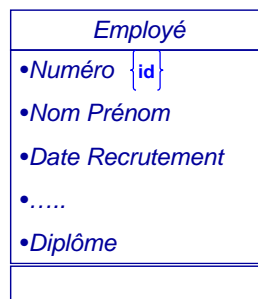 Employé
•Numéro {id}
•Nom Prénom
•Date Recrutement
•…..
•Diplôme